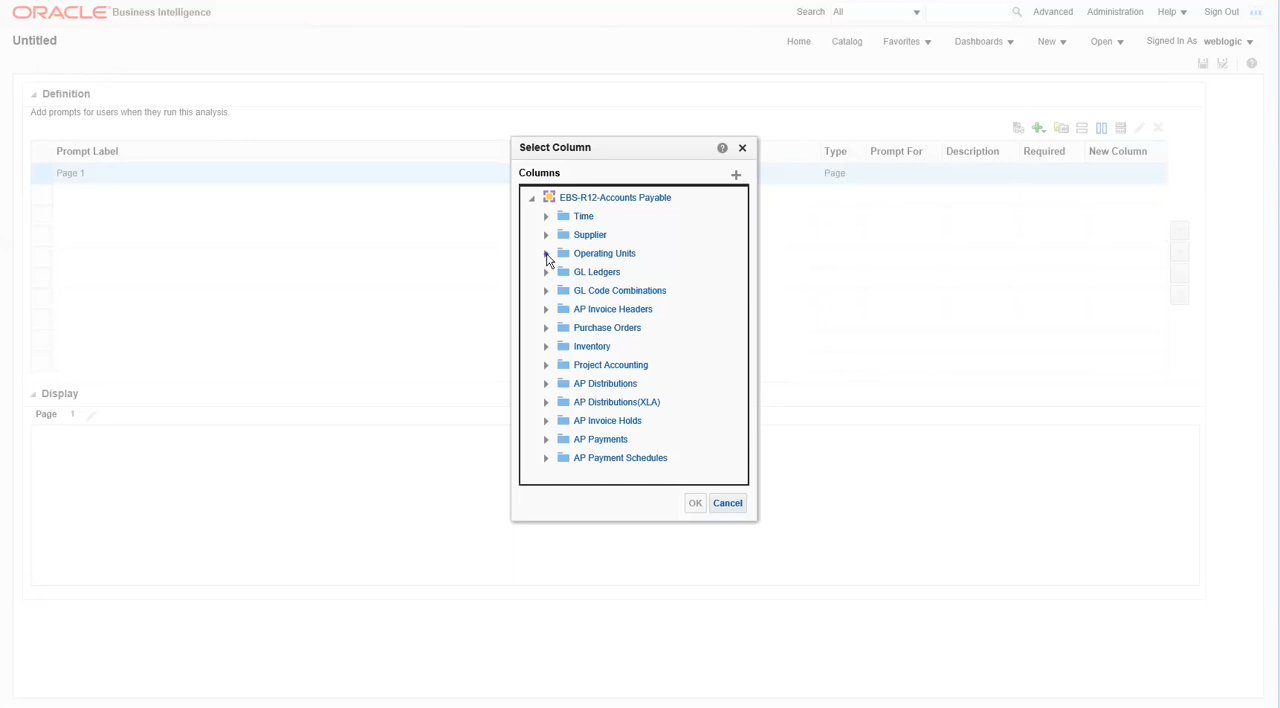 ORACLE Business Intelligence
Search All Advanced Administration Help Sign Out
Untitled
Home Catalog Favorites Dashboards New Open Signed In As weblogic
Definition
Add prompts for users when they run this analysis.
Prompt Label Type Prompt For Description Required New Column
Page 1 Page
Select Column
Columns
EBS-R12-Accounts Payable
Time
Supplier
Operating Units
GL Ledgers
GL Code Combinations
AP Invoice Headers
Purchase Orders
Inventory
Project Accounting
AP Distributions
AP Distributions(XLA)
AP Invoice Holds
AP Payments
AP Payment Schedules
OK Cancel
Display
Page 1